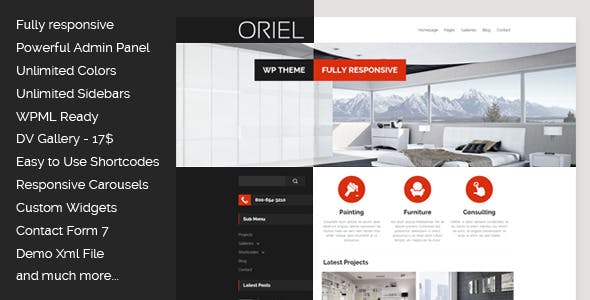 Fully responsive
Powerful Admin Panel
Unlimited Colors
Unlimited Sidebars
WPML Ready
DV Gallery - 17$
Easy to Use Shortcodes
Responsive Carousels
Custom Widgets
Contact Form 7
Demo Xml File
and much more...
ORIEL
Homepage Pages Galleries Blog Contact
WP THEME FULLY RESPONSIVE
800-654-3210
Sub Menu
Projects
Galleries
Shortcodes
Blog
Contact
Latest Posts
Painting
Furniture
Consulting
Latest Projects